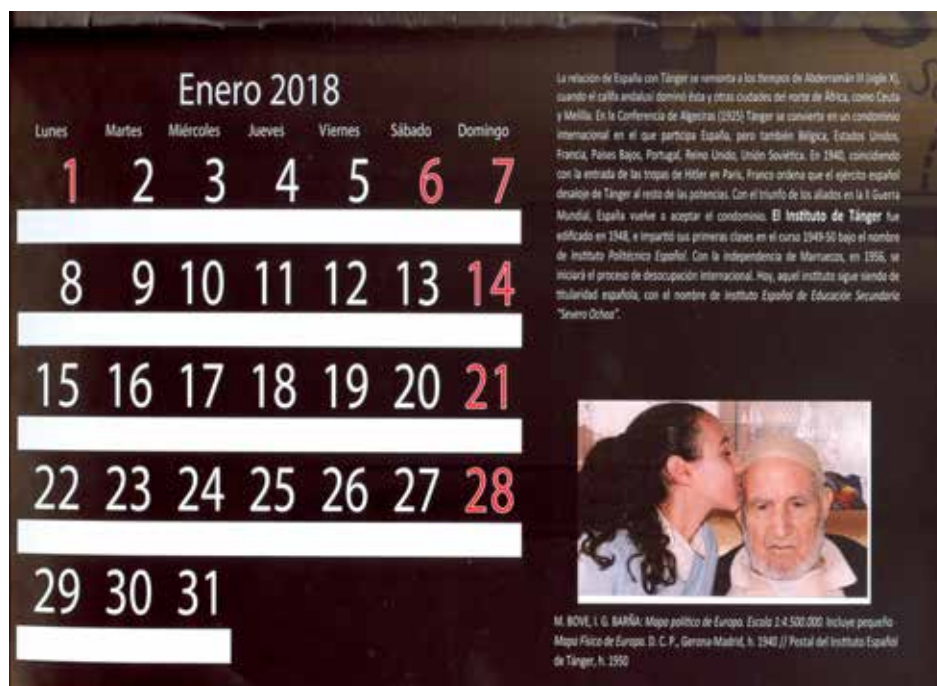 Enero 2018
Lunes Martes Miércoles Jueves Viernes Sábado Domingo
1 2 3 4 5 6 7
8 9 10 11 12 13 14
15 16 17 18 19 20 21
22 23 24 25 26 27 28
29 30 31
La relación de España con Tánger se remonta a los tiempos de Abderramán III (siglo X),
cuando el califa andalusí dominó ésta y otras ciudades del norte de África, como Ceuta
y Melilla. En la Conferencia de Algeciras (1925) Tánger se convierte en un condominio
internacional en el que participa España, pero también Bélgica, Estados Unidos,
Francia, Países Bajos, Portugal, Reino Unido, Unión Soviética. En 1940, coincidiendo
con la entrada de las tropas de Hitler en París, Franco ordena que el ejército español
desaloje de Tánger al resto de las potencias. Con el triunfo de los aliados en la II Guerra
Mundial, España vuelve a aceptar el condominio. El Instituto de Tánger fue
edificado en 1948, e impartió sus primeras clases en el curso 1949-50 bajo el nombre
de Instituto Politécnico Español. Con la independencia de Marruecos, en 1956, se
iniciará el proceso de desocupación internacional. Hoy, aquel instituto sigue siendo de
titularidad española, con el nombre de Instituto Español de Educación Secundaria
"Severo Ochoa".
M. BOVE, I. G. BARÑA: Mapa político de Europa. Escala 1:4.500.000. Incluye pequeño
Mapa Físico de Europa. D. C. P., Gerona-Madrid, h. 1940 // Postal del Instituto Español
de Tánger, h. 1950